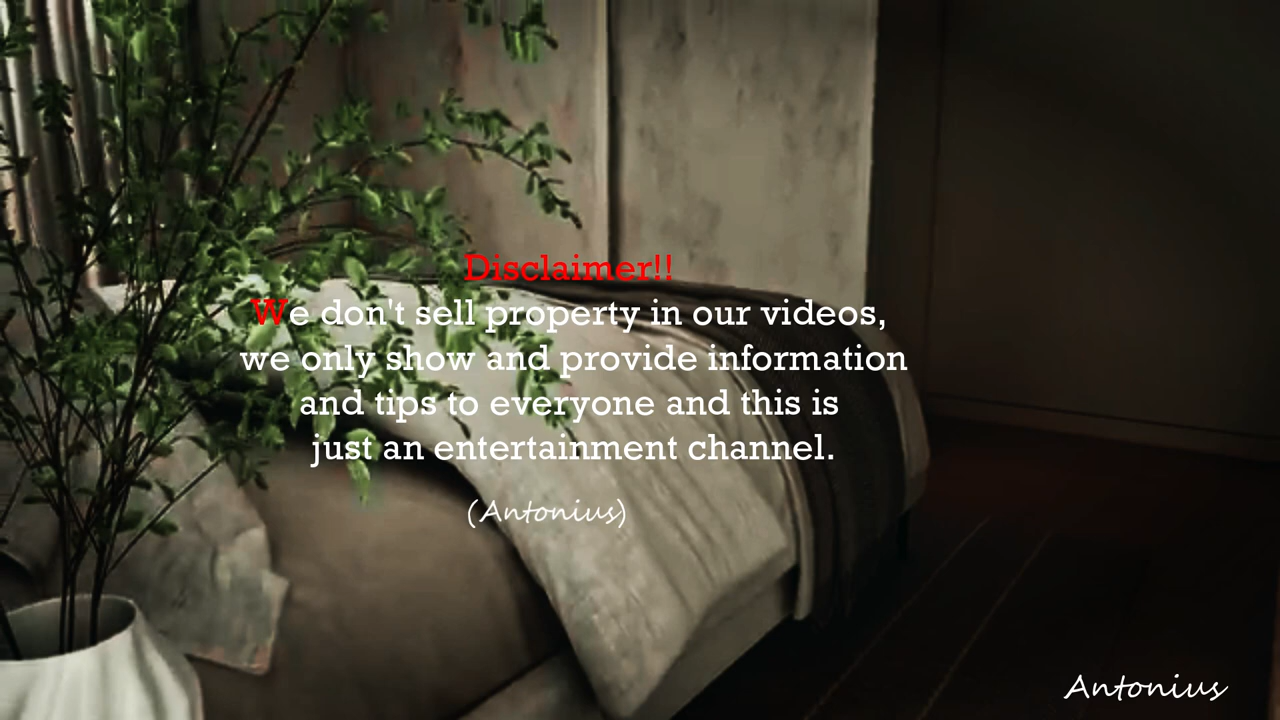 Disclaimer!!
We don't sell property in our videos,
we only show and provide information
and tips to everyone and this is
just an entertainment channel.
(Antonius)
Antonius